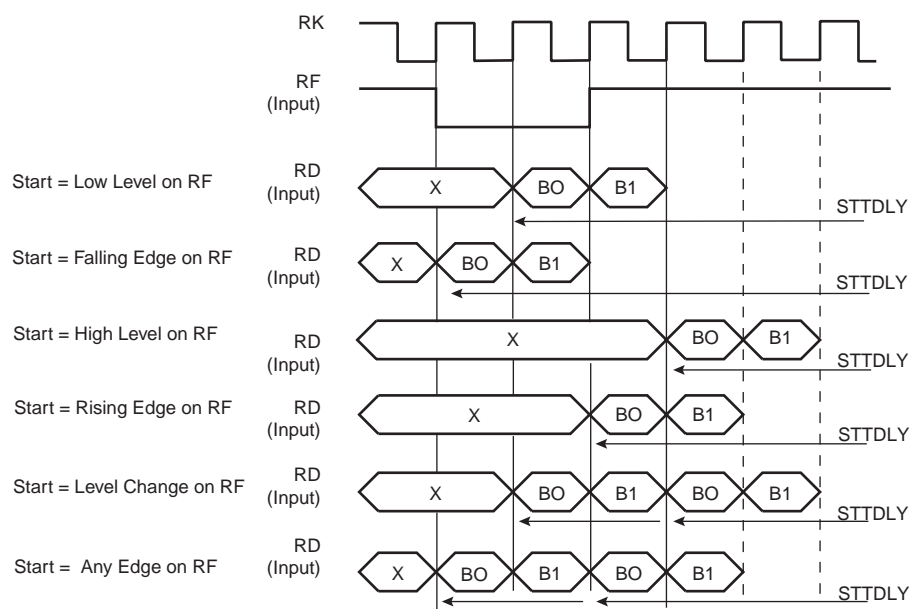 RK
RF
(Input)
Start = Low Level on RF
RD
(Input)
X
BO
B1
STTDLY
Start = Falling Edge on RF
RD
(Input)
X
BO
B1
STTDLY
Start = High Level on RF
RD
(Input)
X
BO
B1
STTDLY
Start = Rising Edge on RF
RD
(Input)
X
BO
B1
STTDLY
Start = Level Change on RF
RD
(Input)
X
BO
B1
BO
B1
STTDLY
Start = Any Edge on RF
RD
(Input)
X
BO
B1
BO
B1
STTDLY